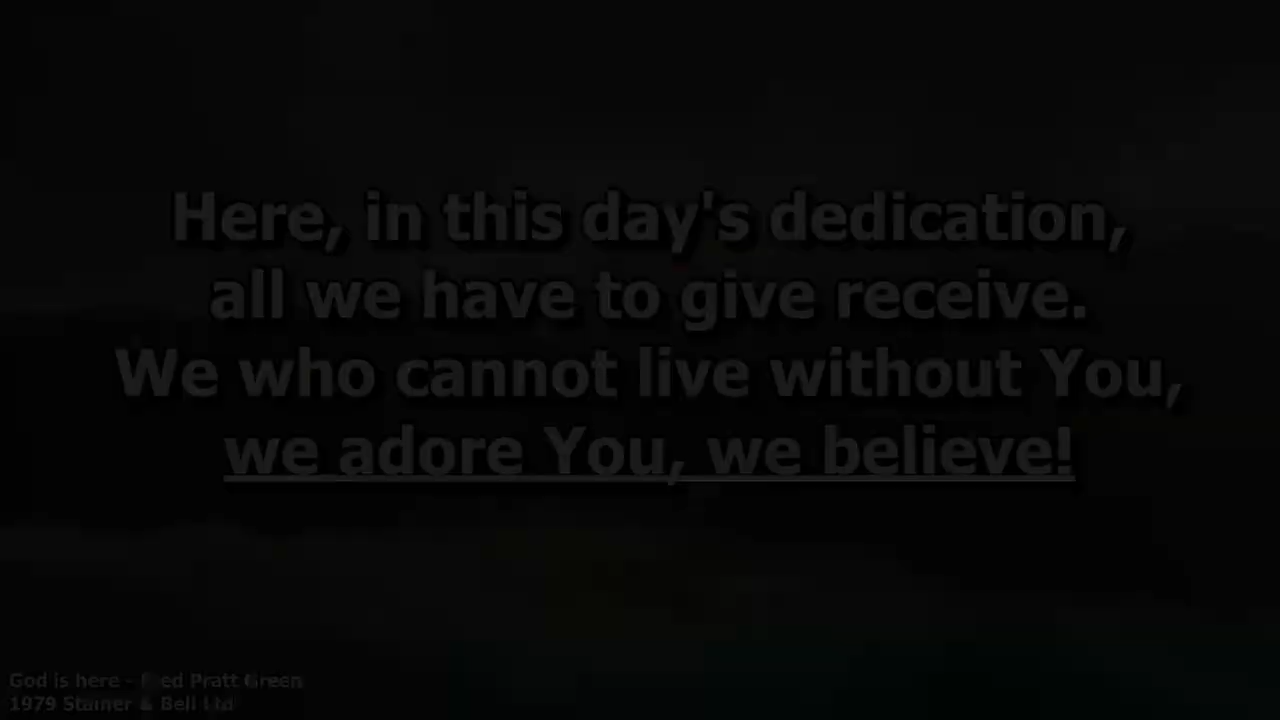 Here, in this day's dedication,
all we have to give receive.
We who cannot live without You,
we adore You, we believe!
God is here - Fred Pratt Green
1979 Stainer & Bell Ltd